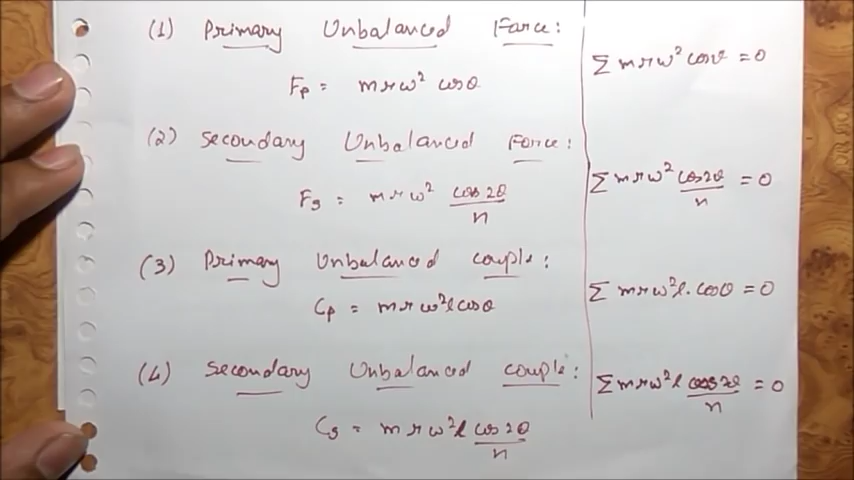 (1) Primary Unbalanced Force:
Fp = mrω² cosθ
Σ mrω² cosθ = 0
(2) Secondary Unbalanced Force:
Fs = mrω² cos2θ/n
Σ mrω² cos2θ/n = 0
(3) Primary Unbalanced couple:
Cp = mrω²l cosθ
Σ mrω²l. cosθ = 0
(4) Secondary Unbalanced couple:
Cs = mrω²l cos2θ/n
Σ mrω²l cos2θ/n = 0